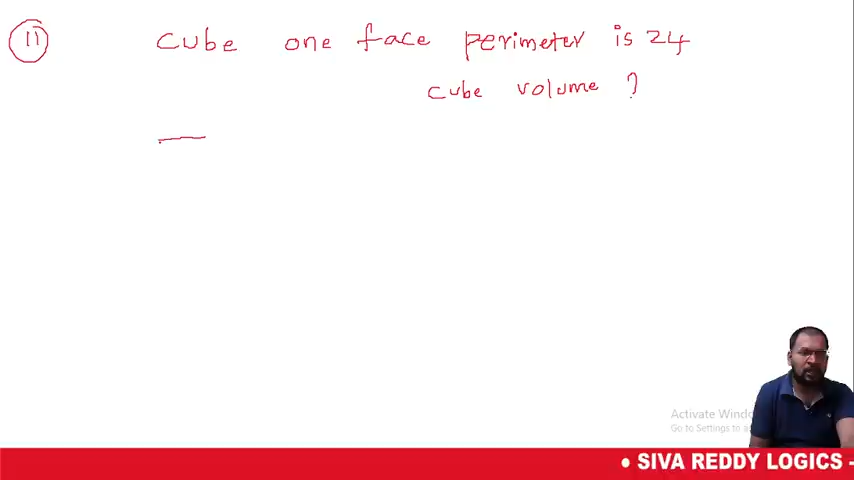 11 cube one face perimeter is 24
cube volume ?
Activate Windo
Go to Settings to a
• SIVA REDDY LOGICS -